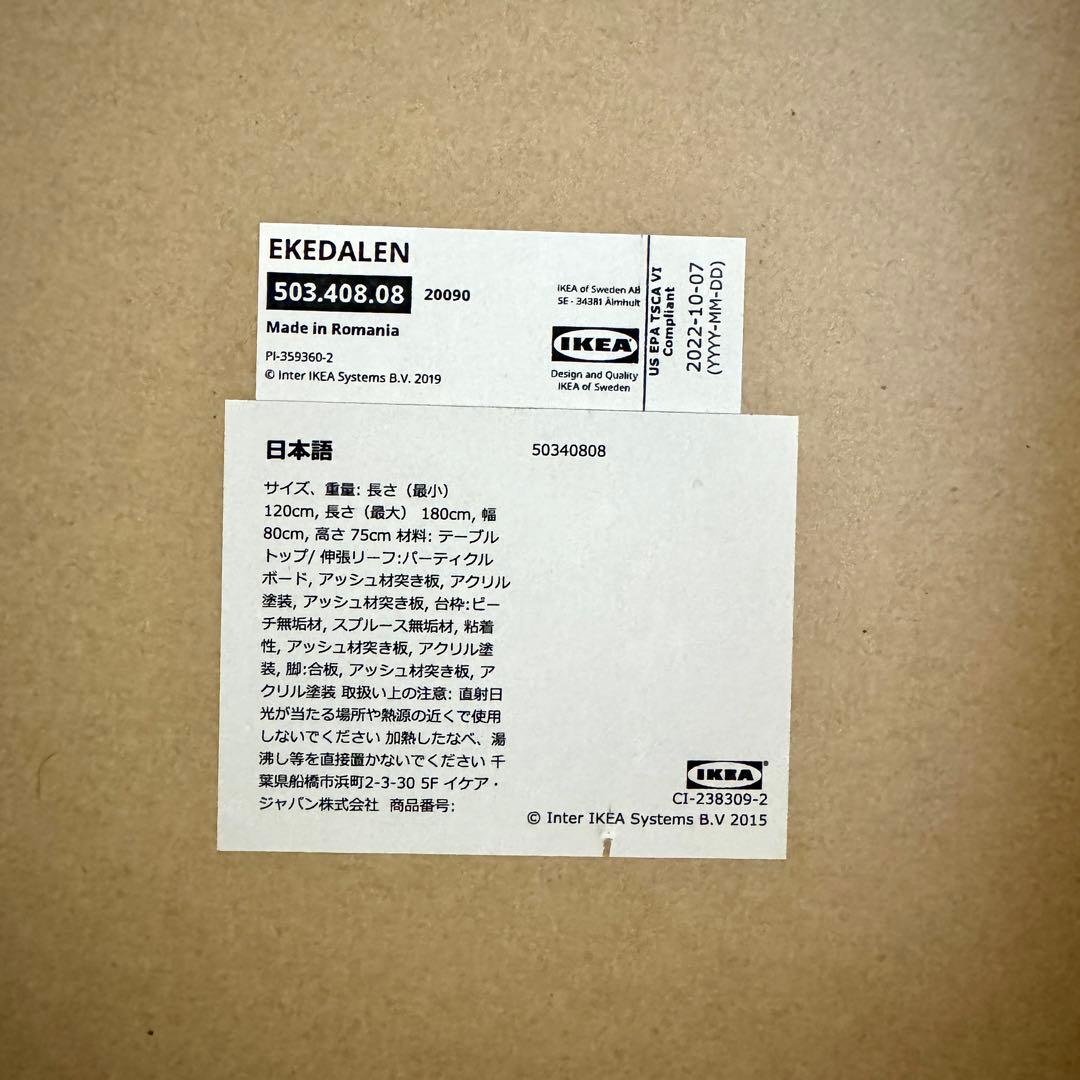 EKEDALEN
503.408.08 20090
Made in Romania
PI-359360-2
© Inter IKEA Systems B.V. 2019
IKEA of Sweden AB
SE - 34381 Älmhult
IKEA
Design and Quality
IKEA of Sweden
US EPA TSCA VI
Compliant
2022-10-07
(YYYY-MM-DD)
日本語 50340808
サイズ、重量: 長さ（最小）
120cm, 長さ（最大） 180cm, 幅
80cm, 高さ 75cm 材料: テーブル
トップ/ 伸張リーフ:パーティクル
ボード, アッシュ材突き板, アクリル
塗装, アッシュ材突き板, 台枠:ビー
チ無垢材, スプルース無垢材, 粘着
性, アッシュ材突き板, アクリル塗
装, 脚:合板, アッシュ材突き板, ア
クリル塗装 取扱い上の注意: 直射日
光が当たる場所や熱源の近くで使用
しないでください 加熱したなべ、湯
沸し等を直接置かないでください 千
葉県船橋市浜町2-3-30 5F イケア・
ジャパン株式会社 商品番号:
IKEA®
CI-238309-2
© Inter IKEA Systems B.V 2015